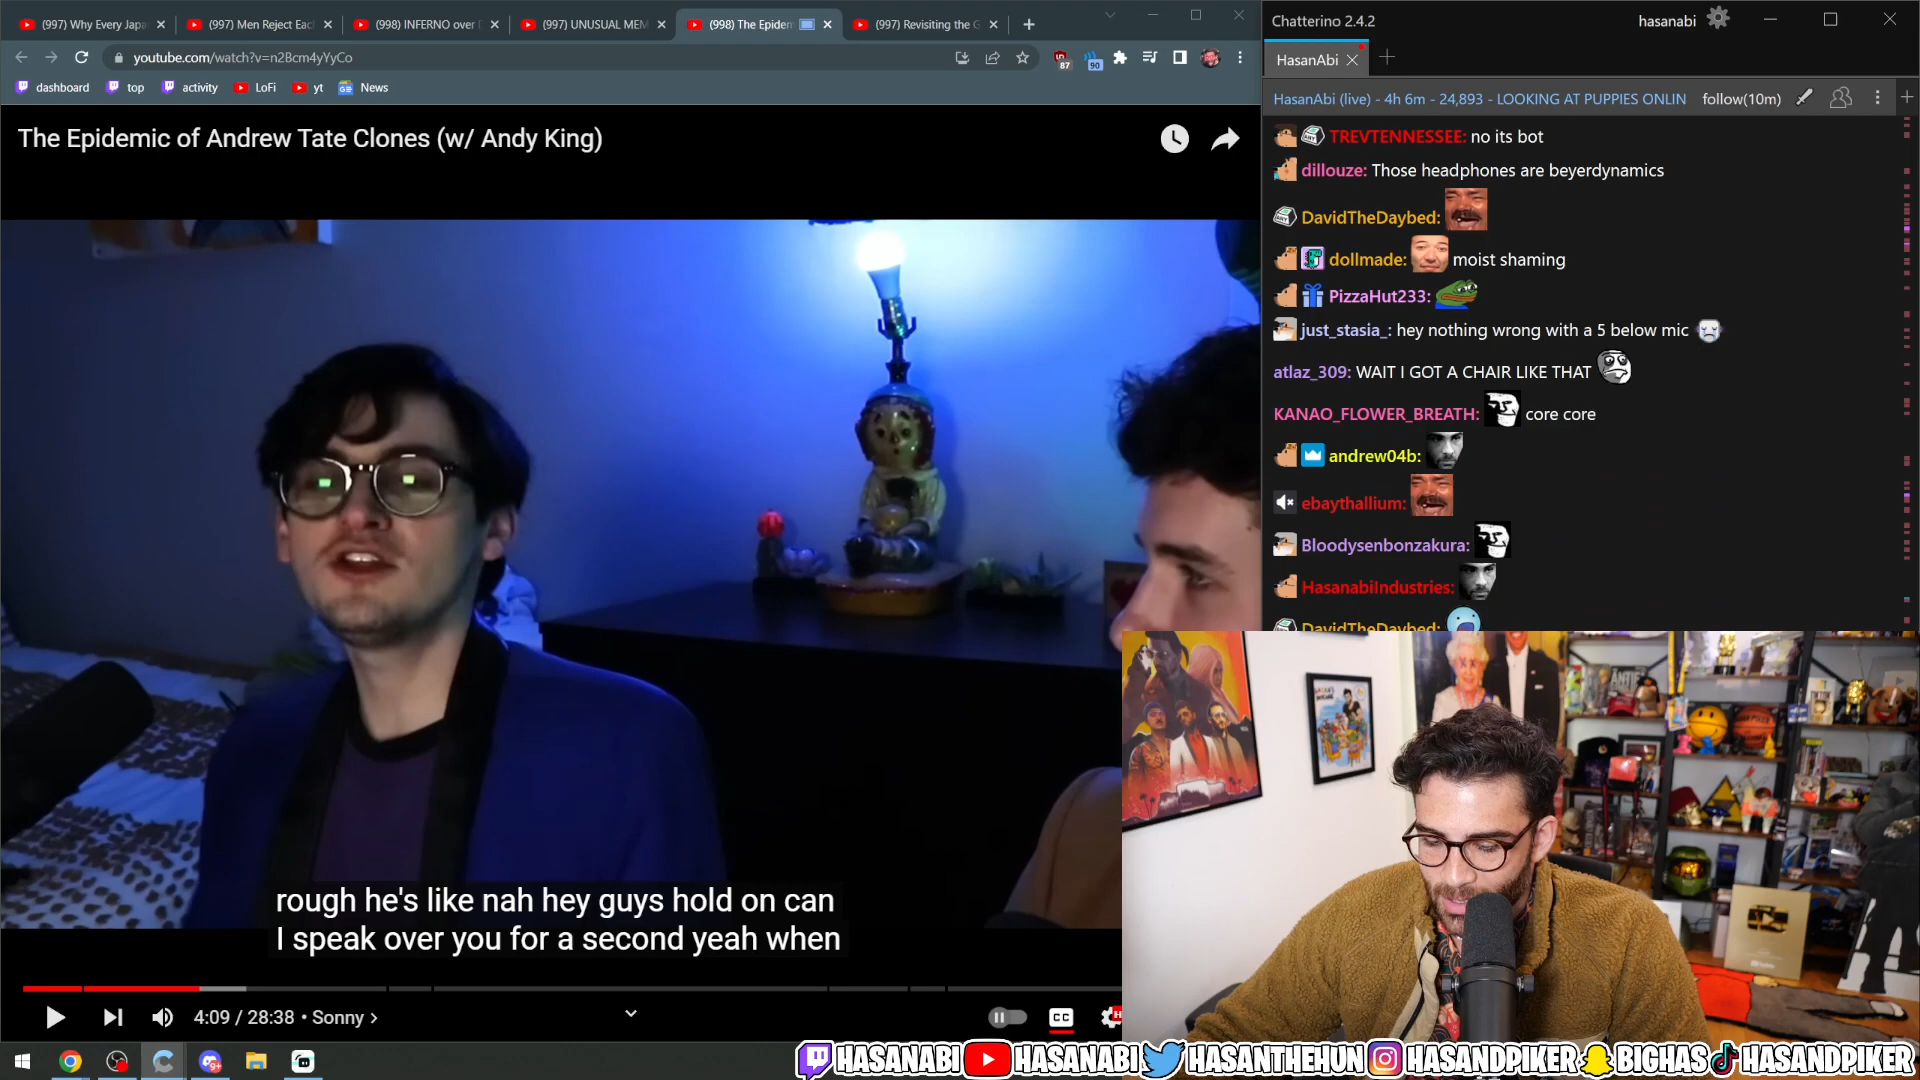 (997) Why Every Japa
(997) Men Reject Eac
(998) INFERNO over D
(997) UNUSUAL MEM
(998) The Epidem
(997) Revisiting the G
youtube.com/watch?v=n2Bcm4yYyCo
87
90
dashboard
top
activity
LoFi
yt
News
The Epidemic of Andrew Tate Clones (w/ Andy King)
rough he's like nah hey guys hold on can
I speak over you for a second yeah when
4:09 / 28:38 • Sonny >
CC
Chatterino 2.4.2
hasanabi
HasanAbi
HasanAbi (live) - 4h 6m - 24,893 - LOOKING AT PUPPIES ONLIN
follow(10m)
TREVTENNESSEE: no its bot
dillouze: Those headphones are beyerdynamics
DavidTheDaybed:
dollmade: moist shaming
PizzaHut233:
just_stasia_: hey nothing wrong with a 5 below mic
atlaz_309: WAIT I GOT A CHAIR LIKE THAT
KANAO_FLOWER_BREATH: core core
andrew04b:
ebaythallium:
Bloodysenbonzakura:
HasanabiIndustries:
DavidTheDaybed:
HASANABI
HASANABI
HASANTHEHUN
HASANDPIKER
BIGHAS
HASANDPIKER